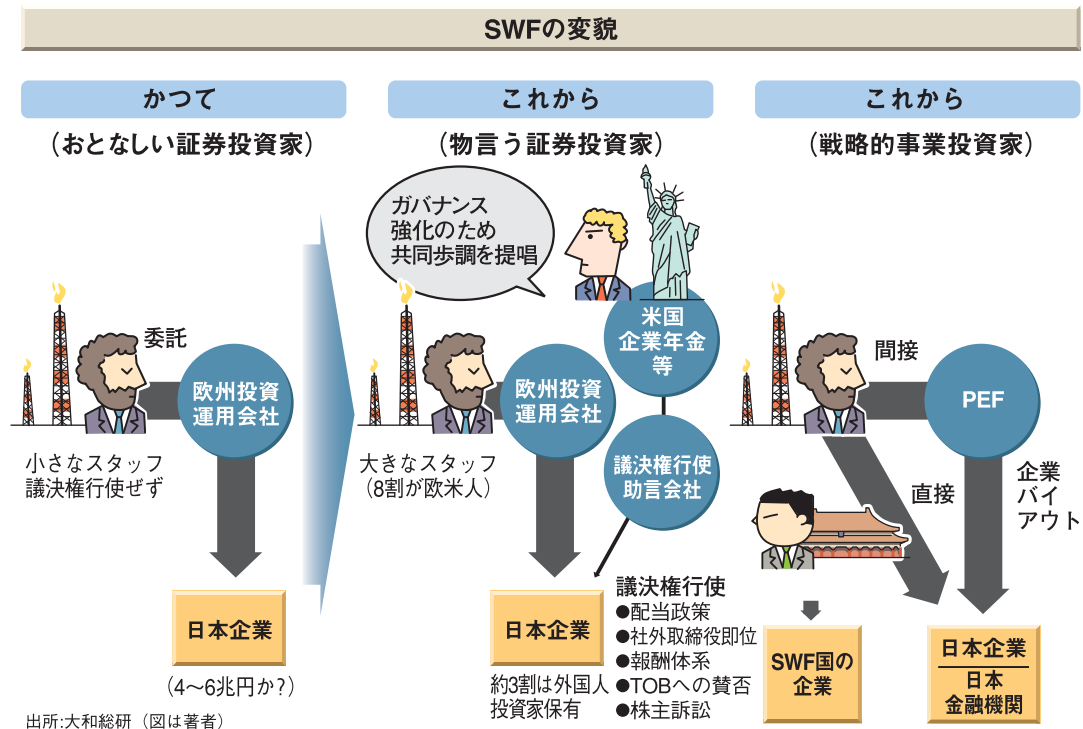 SWFの変貌
かつて
（おとなしい証券投資家）
委託
欧州投資
運用会社
小さなスタッフ
議決権行使ぜず
日本企業
（4〜6兆円か?）
出所:大和総研（図は著者）
これから
（物言う証券投資家）
ガバナンス
強化のため
共同歩調を提唱
米国
企業年金
等
欧州投資
運用会社
大きなスタッフ
（8割が欧米人）
議決権行使
助言会社
日本企業
約3割は外国人
投資家保有
議決権行使
●配当政策
●社外取締役即位
●報酬体系
●TOBへの賛否
●株主訴訟
これから
（戦略的事業投資家）
間接
PEF
直接
企業
バイ
アウト
SWF国の
企業
日本企業
日本
金融機関